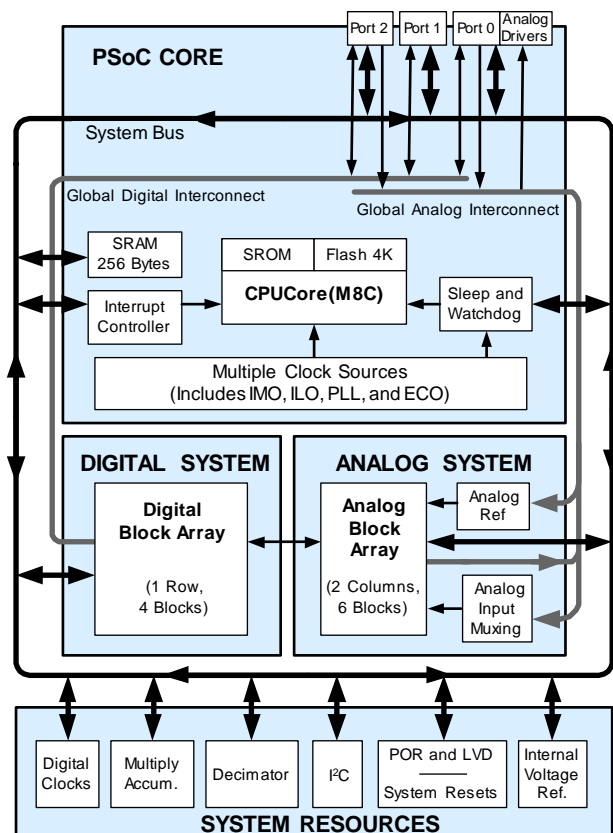 Port 2
Port 1
Port 0
Analog
Drivers
PSoC CORE
System Bus
Global Digital Interconnect
Global Analog Interconnect
SRAM
256 Bytes
SROM
Flash 4K
CPUCore(M8C)
Interrupt
Controller
Sleep and
Watchdog
Multiple Clock Sources
(Includes IMO, ILO, PLL, and ECO)
DIGITAL SYSTEM
Digital
Block Array
(1 Row,
4 Blocks)
ANALOG SYSTEM
Analog
Block
Array
(2 Columns,
6 Blocks)
Analog
Ref
Analog
Input
Muxing
Digital
Clocks
Multiply
Accum.
Decimator
I²C
POR and LVD
System Resets
Internal
Voltage
Ref.
SYSTEM RESOURCES